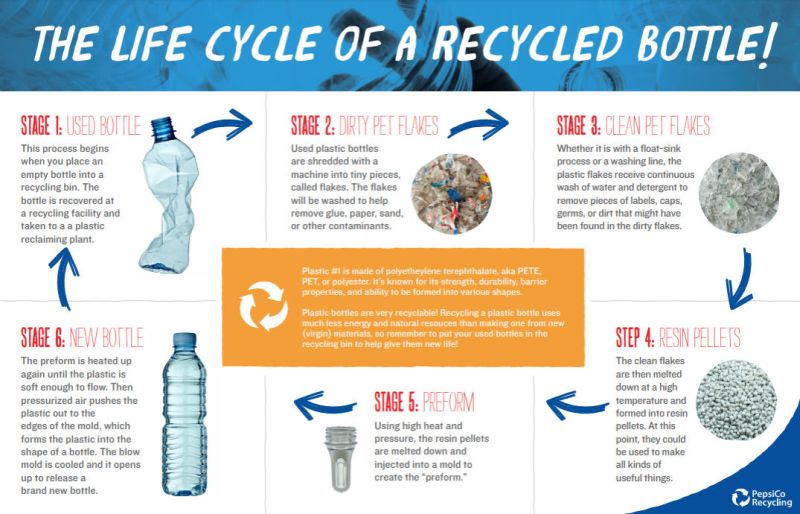 THE LIFE CYCLE OF A RECYCLED BOTTLE!
STAGE 1: USED BOTTLE
This process begins
when you place an
empty bottle into a
recycling bin. The
bottle is recovered at
a recycling facility and
taken to a a plastic
reclaiming plant.
STAGE 2: DIRTY PET FLAKES
Used plastic bottles
are shredded with a
machine into tiny pieces,
called flakes. The flakes
will be washed to help
remove glue, paper, sand,
or other contaminants.
STAGE 3: CLEAN PET FLAKES
Whether it is with a float-sink
process or a washing line, the
plastic flakes receive continuous
wash of water and detergent to
remove pieces of labels, caps,
germs, or dirt that might have
been found in the dirty flakes.
Plastic #1 is made of polyetheylene terephthalate, aka PETE,
PET, or polyester. It's known for its strength, durability, barrier
properties, and ability to be formed into various shapes.
Plastic bottles are very recyclable! Recycling a plastic bottle uses
much less energy and natural resouces than making one from new
(virgin) materials, so remember to put your used bottles in the
recycling bin to help give them new life!
STEP 4: RESIN PELLETS
The clean flakes
are then melted
down at a high
temperature and
formed into resin
pellets. At this
point, they could
be used to make
all kinds of
useful things.
STAGE 5: PREFORM
Using high heat and
pressure, the resin pellets
are melted down and
injected into a mold to
create the “preform.”
STAGE 6: NEW BOTTLE
The preform is heated up
again until the plastic is
soft enough to flow. Then
pressurized air pushes the
plastic out to the
edges of the mold, which
forms the plastic into the
shape of a bottle. The blow
mold is cooled and it opens
up to release a
brand new bottle.
PepsiCo
Recycling